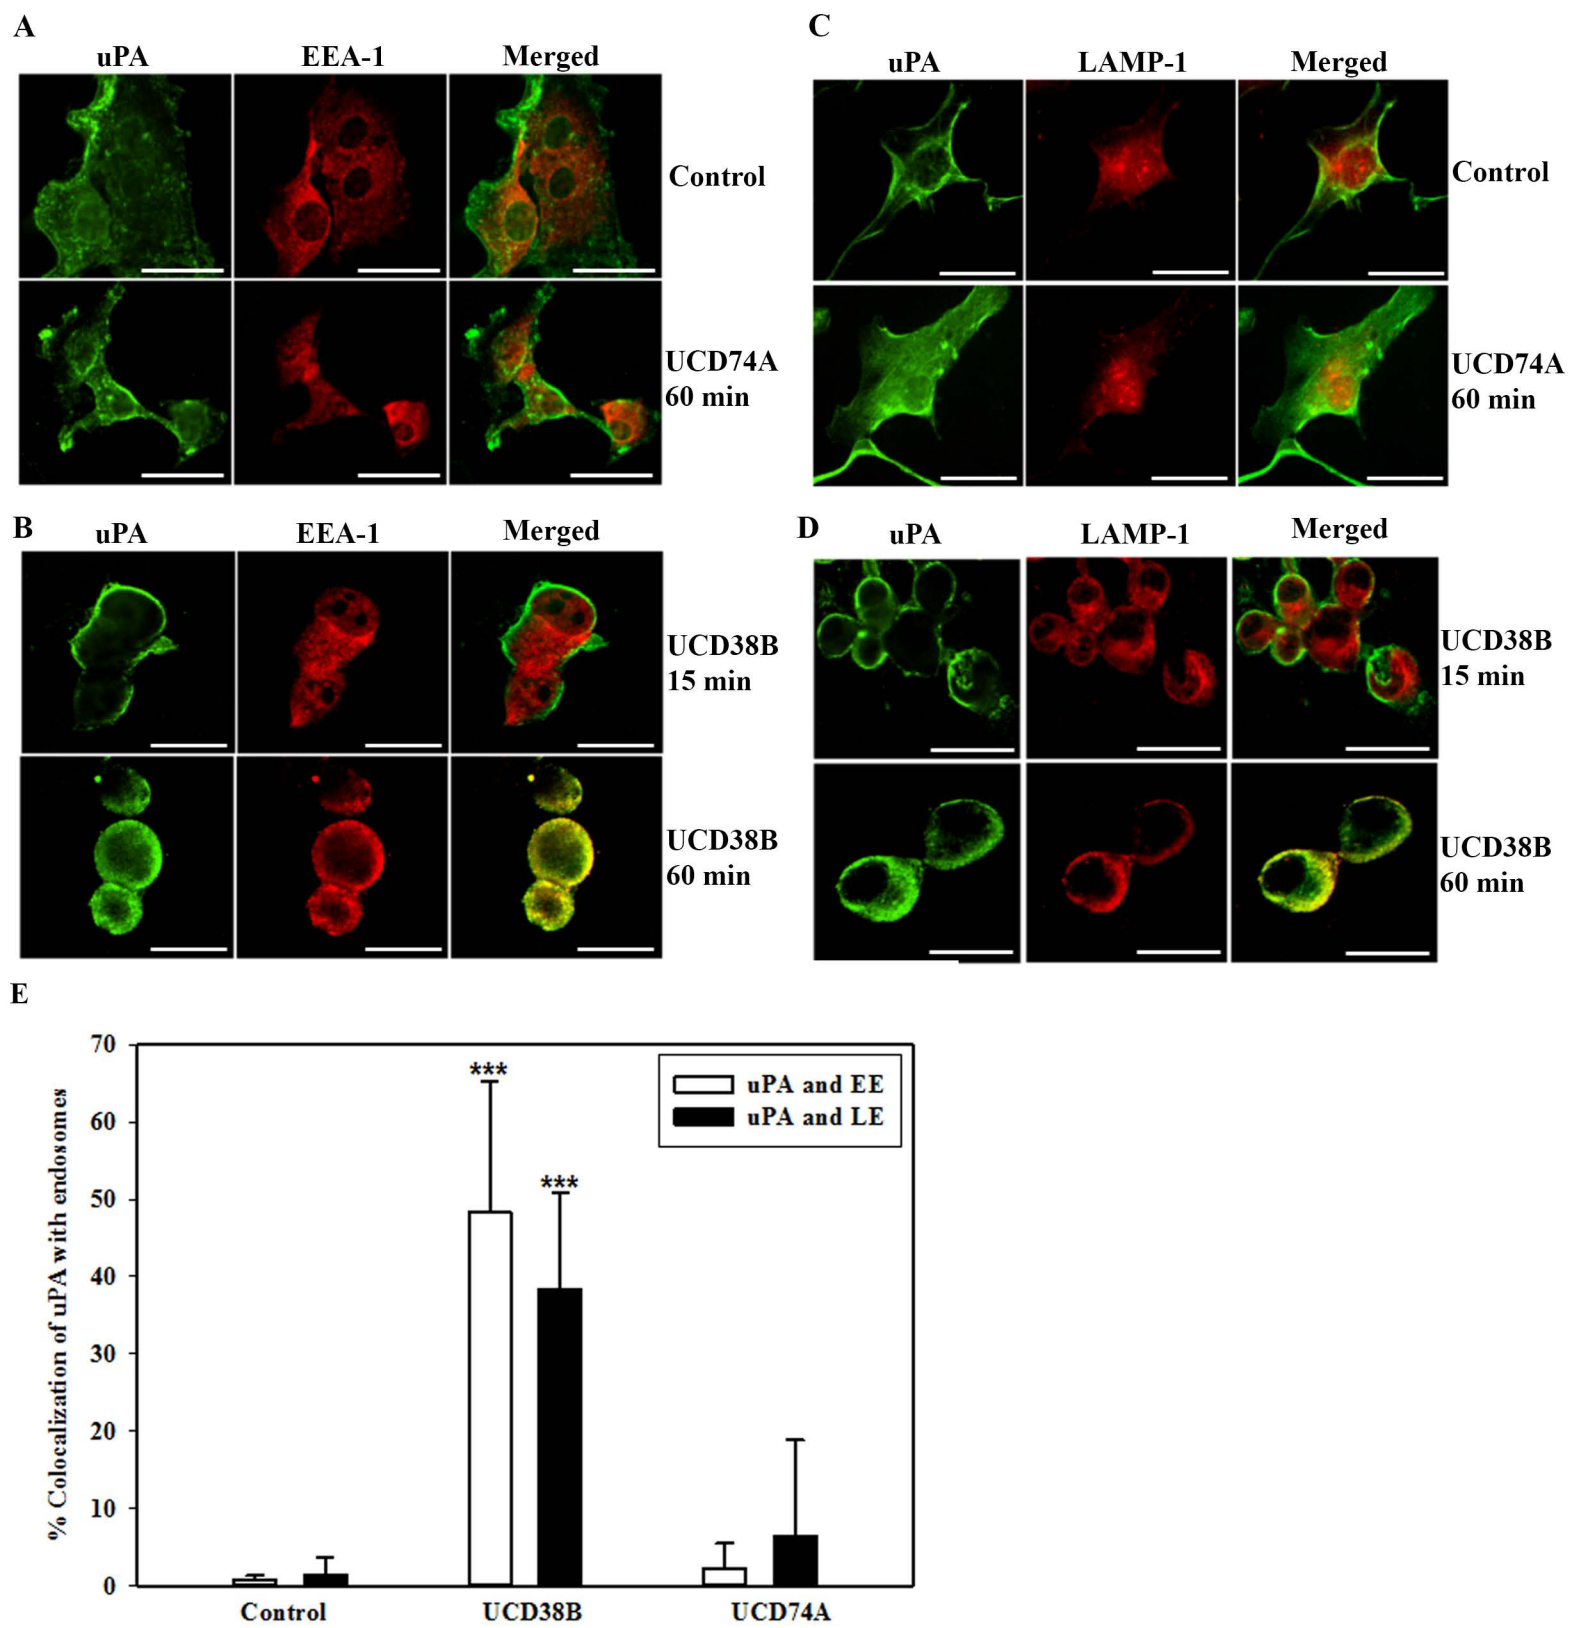 A
uPA EEA-1 Merged
Control
UCD74A
60 min
C
uPA LAMP-1 Merged
Control
UCD74A
60 min
B
uPA EEA-1 Merged
UCD38B
15 min
UCD38B
60 min
D
uPA LAMP-1 Merged
UCD38B
15 min
UCD38B
60 min
E
% Colocalization of uPA with endosomes
70
60
50
40
30
20
10
0
***
***
uPA and EE
uPA and LE
Control UCD38B UCD74A